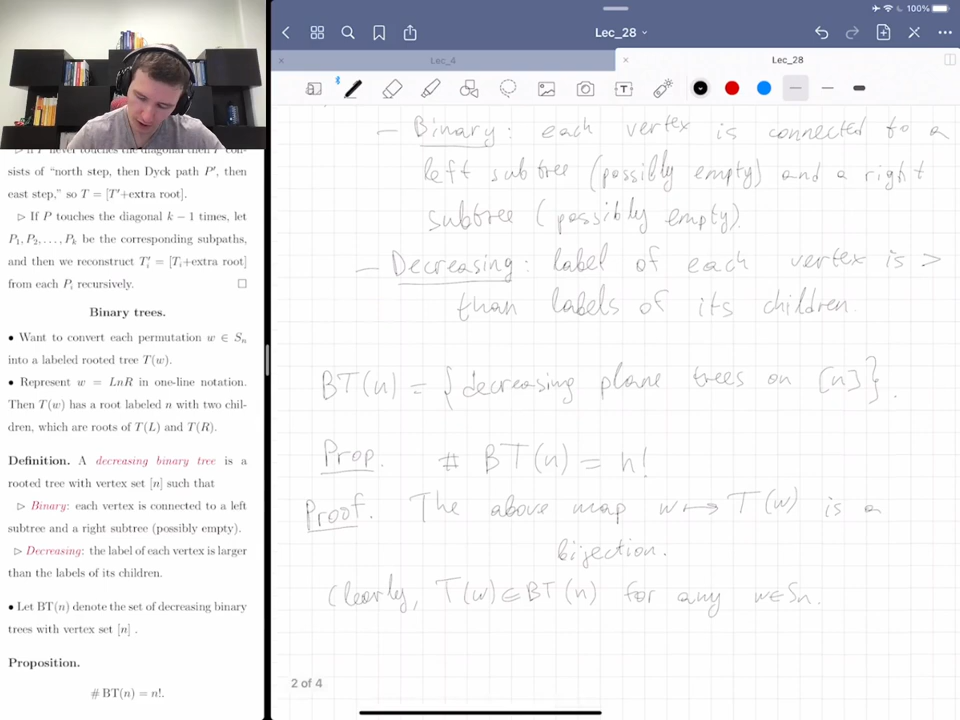 100%
Lec_28
Lec_4
Lec_28
sists of "north step, then Dyck path P′, then
east step," so T = [T′+extra root].
▷ If P touches the diagonal k − 1 times, let
P₁, P₂, . . . , Pₖ be the corresponding subpaths,
and then we reconstruct T′ᵢ = [Tᵢ+extra root]
from each Pᵢ recursively. □
Binary trees.
• Want to convert each permutation w ∈ Sₙ
into a labeled rooted tree T(w).
• Represent w = LnR in one-line notation.
Then T(w) has a root labeled n with two chil-
dren, which are roots of T(L) and T(R).
Definition. A decreasing binary tree is a
rooted tree with vertex set [n] such that
▷ Binary: each vertex is connected to a left
subtree and a right subtree (possibly empty).
▷ Decreasing: the label of each vertex is larger
than the labels of its children.
• Let BT(n) denote the set of decreasing binary
trees with vertex set [n] .
Proposition.
# BT(n) = n!.
– Binary: each vertex is connected to a
left subtree (possibly empty) and a right
subtree (possibly empty).
– Decreasing: label of each vertex is >
than labels of its children.
BT(n) = {decreasing plane trees on [n]}.
Prop. # BT(n) = n!
Proof. The above map w ↦ T(w) is a
bijection.
Clearly, T(w) ∈ BT(n) for any w∈Sn.
2 of 4